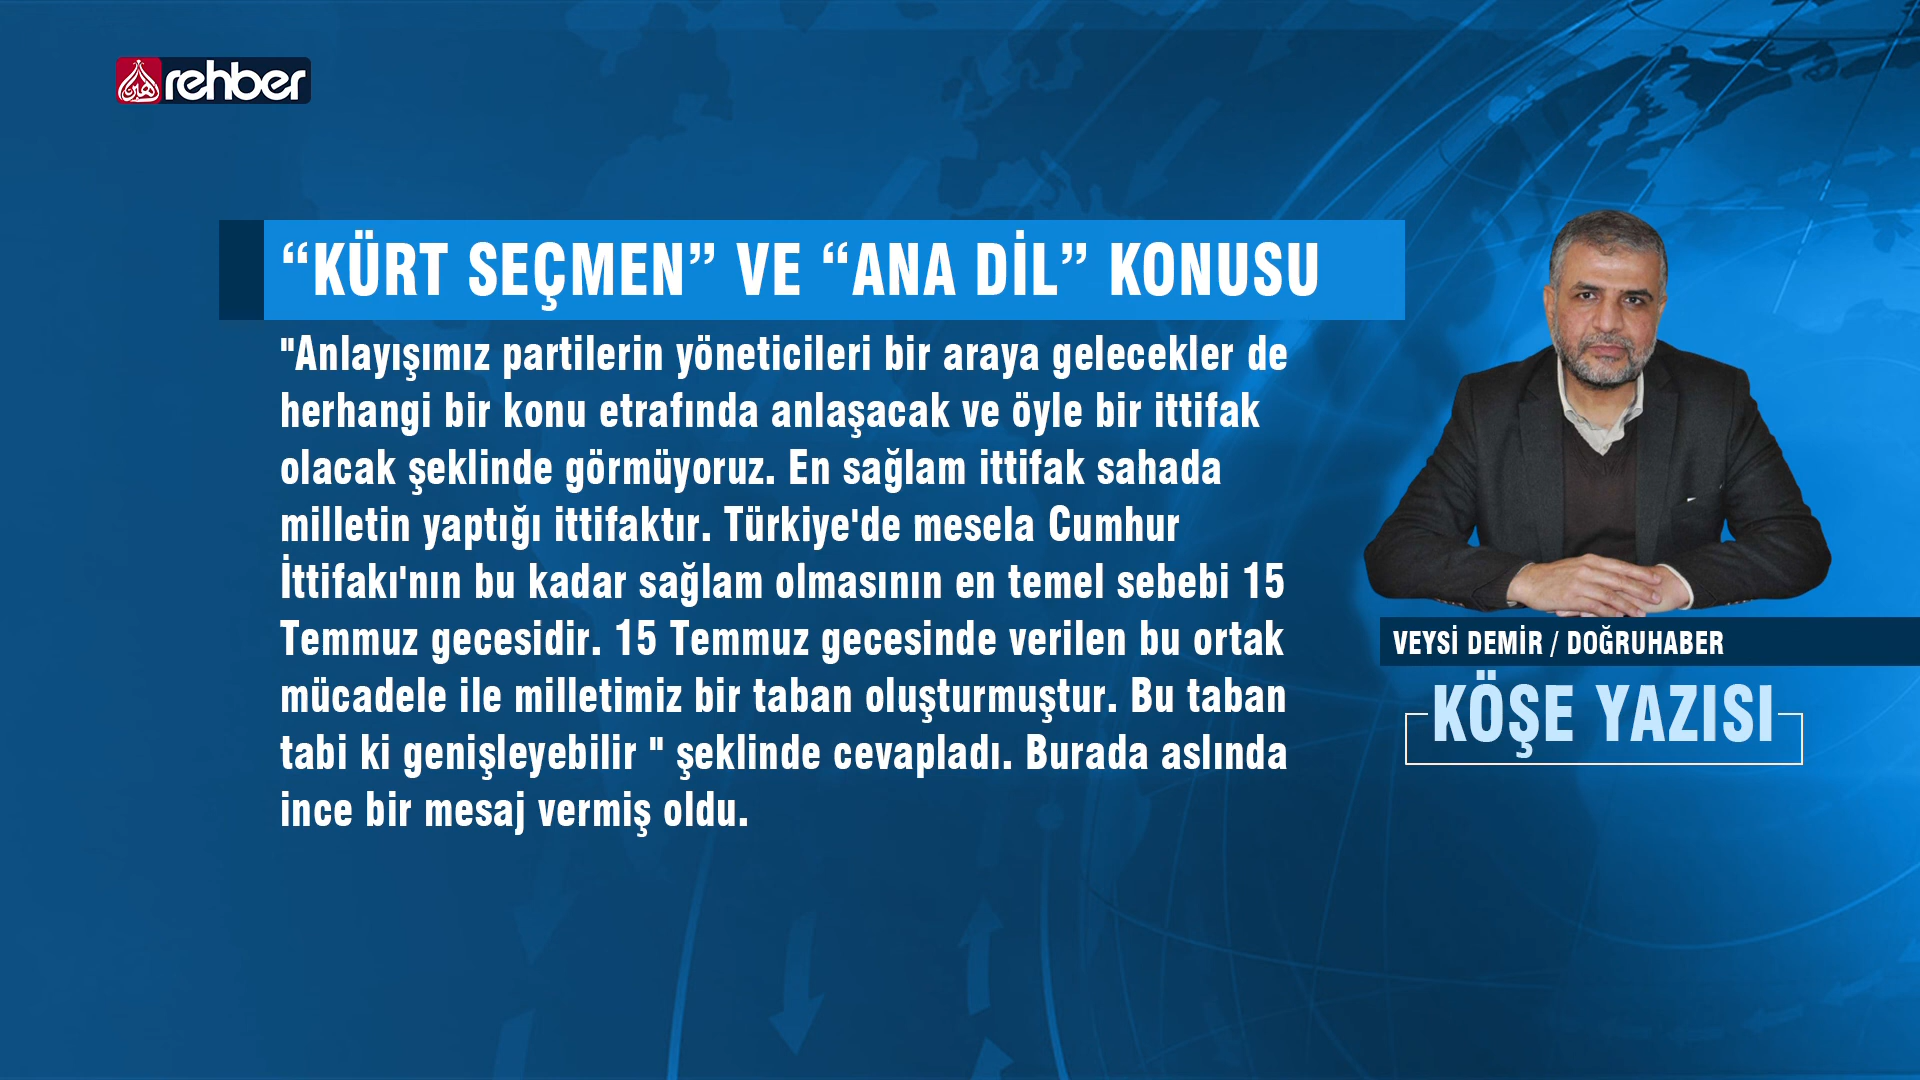 rehber
“KÜRT SEÇMEN” VE “ANA DİL” KONUSU
"Anlayışımız partilerin yöneticileri bir araya gelecekler de
herhangi bir konu etrafında anlaşacak ve öyle bir ittifak
olacak şeklinde görmüyoruz. En sağlam ittifak sahada
milletin yaptığı ittifaktır. Türkiye'de mesela Cumhur
İttifakı'nın bu kadar sağlam olmasının en temel sebebi 15
Temmuz gecesidir. 15 Temmuz gecesinde verilen bu ortak
mücadele ile milletimiz bir taban oluşturmuştur. Bu taban
tabi ki genişleyebilir " şeklinde cevapladı. Burada aslında
ince bir mesaj vermiş oldu.
VEYSİ DEMİR / DOĞRUHABER
KÖŞE YAZISI